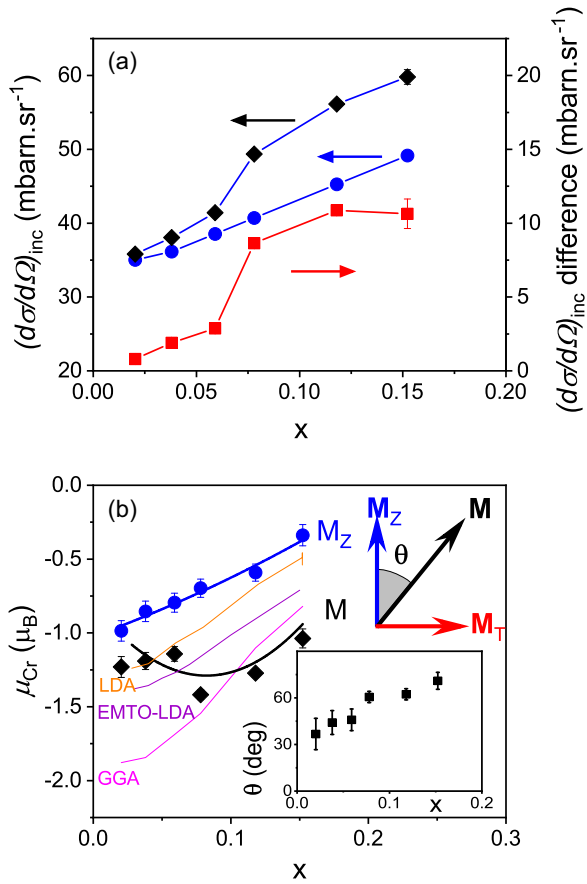 (a)
(dσ/dΩ)inc (mbarn.sr⁻¹)
60
50
40
30
20
20
15
10
5
0
(dσ/dΩ)inc difference (mbarn.sr⁻¹)
0.00 0.05 0.10 0.15 0.20
x
(b)
μCr (μB)
0.0
-0.5
-1.0
-1.5
-2.0
MZ
M
LDA
EMTO-LDA
GGA
MZ
M
θ
MT
θ (deg)
60
30
0
0.0 0.1 x 0.2
0.0 0.1 0.2 0.3
x